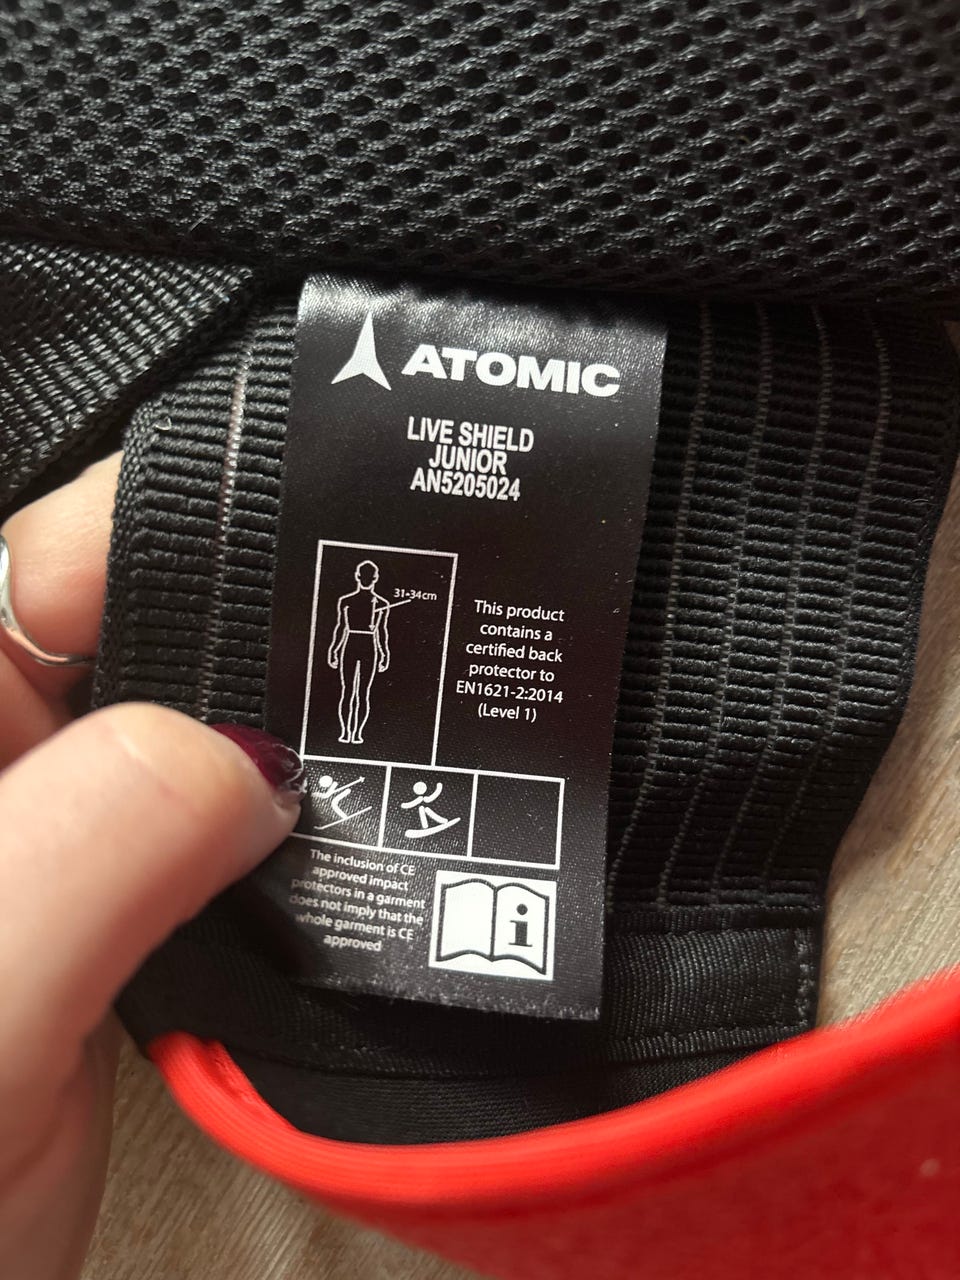 ATOMIC
LIVE SHIELD
JUNIOR
AN5205024
31-34cm
This product
contains a
certified back
protector to
EN1621-2:2014
(Level 1)
The inclusion of CE
approved impact
protectors in a garment
does not imply that the
whole garment is CE
approved
i